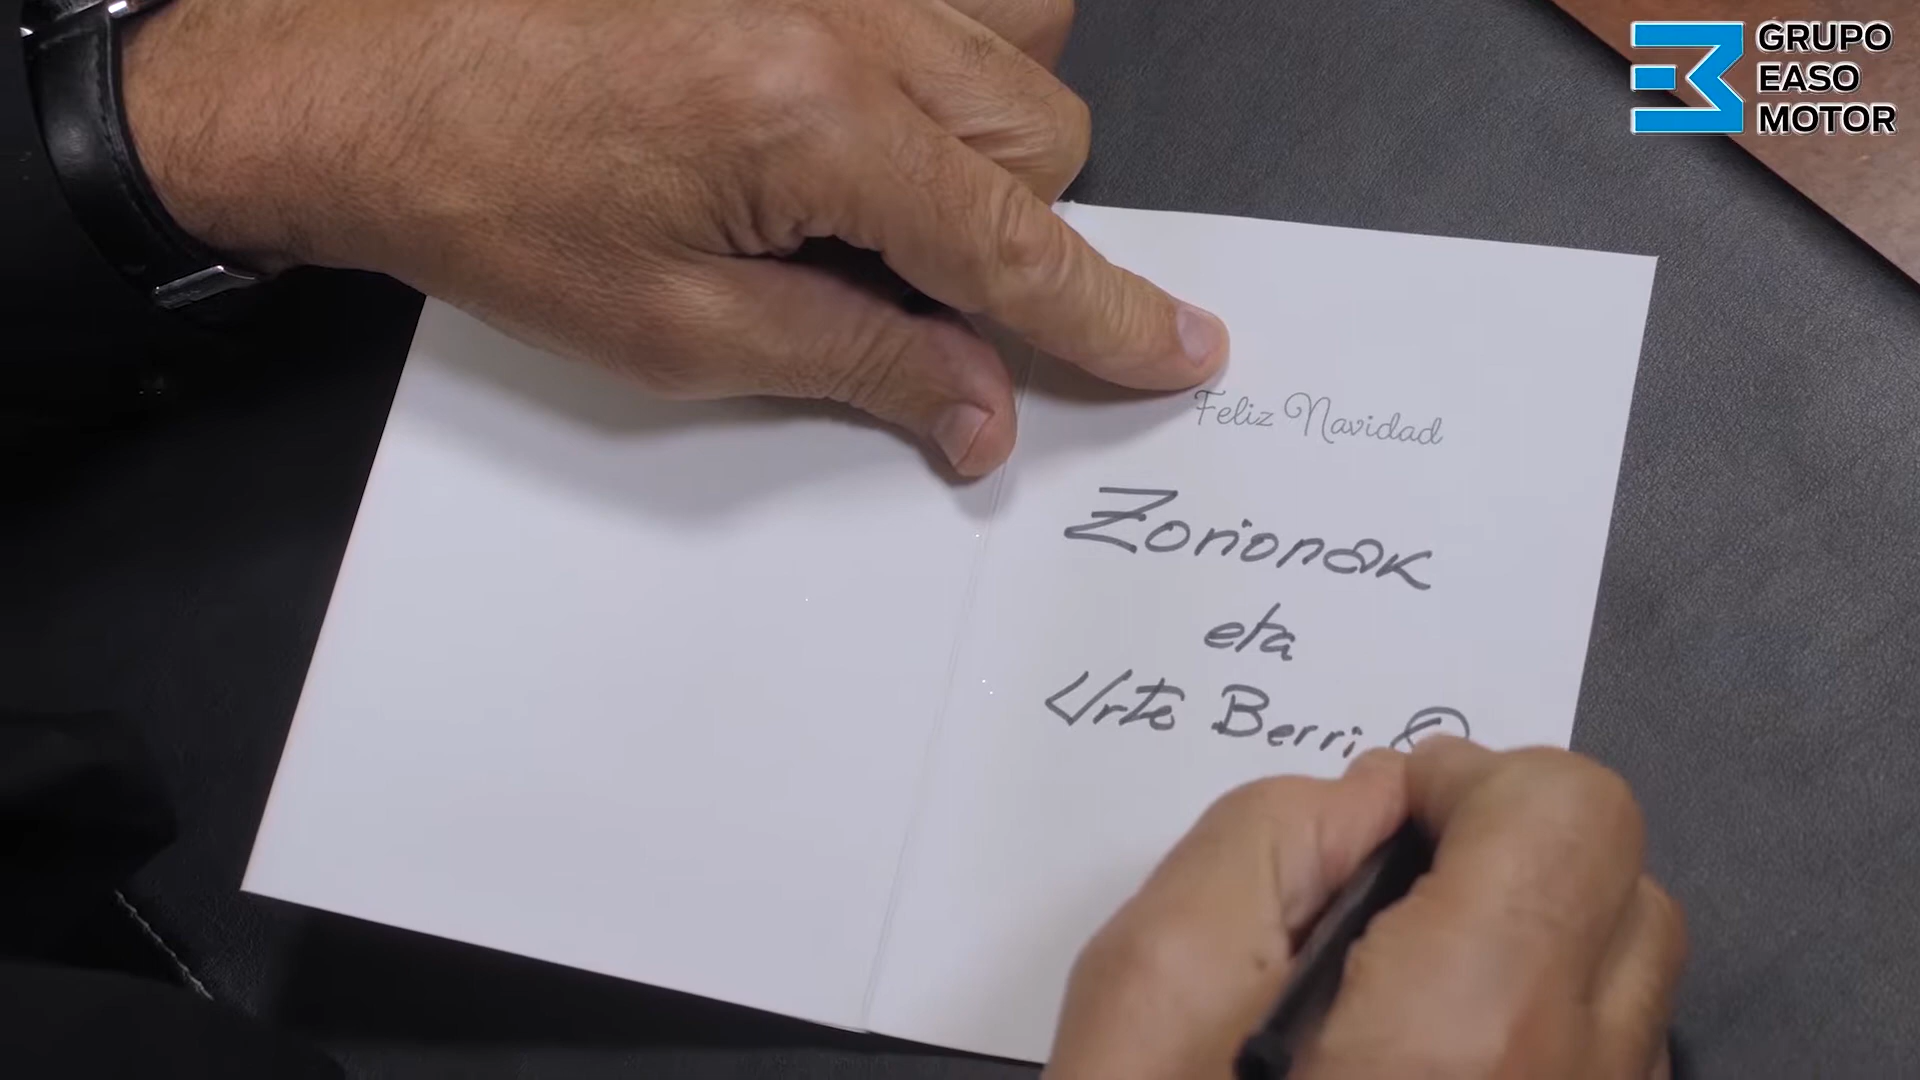 GRUPO
EASO
MOTOR
Feliz Navidad
Zorionak
eta
Urte Berri